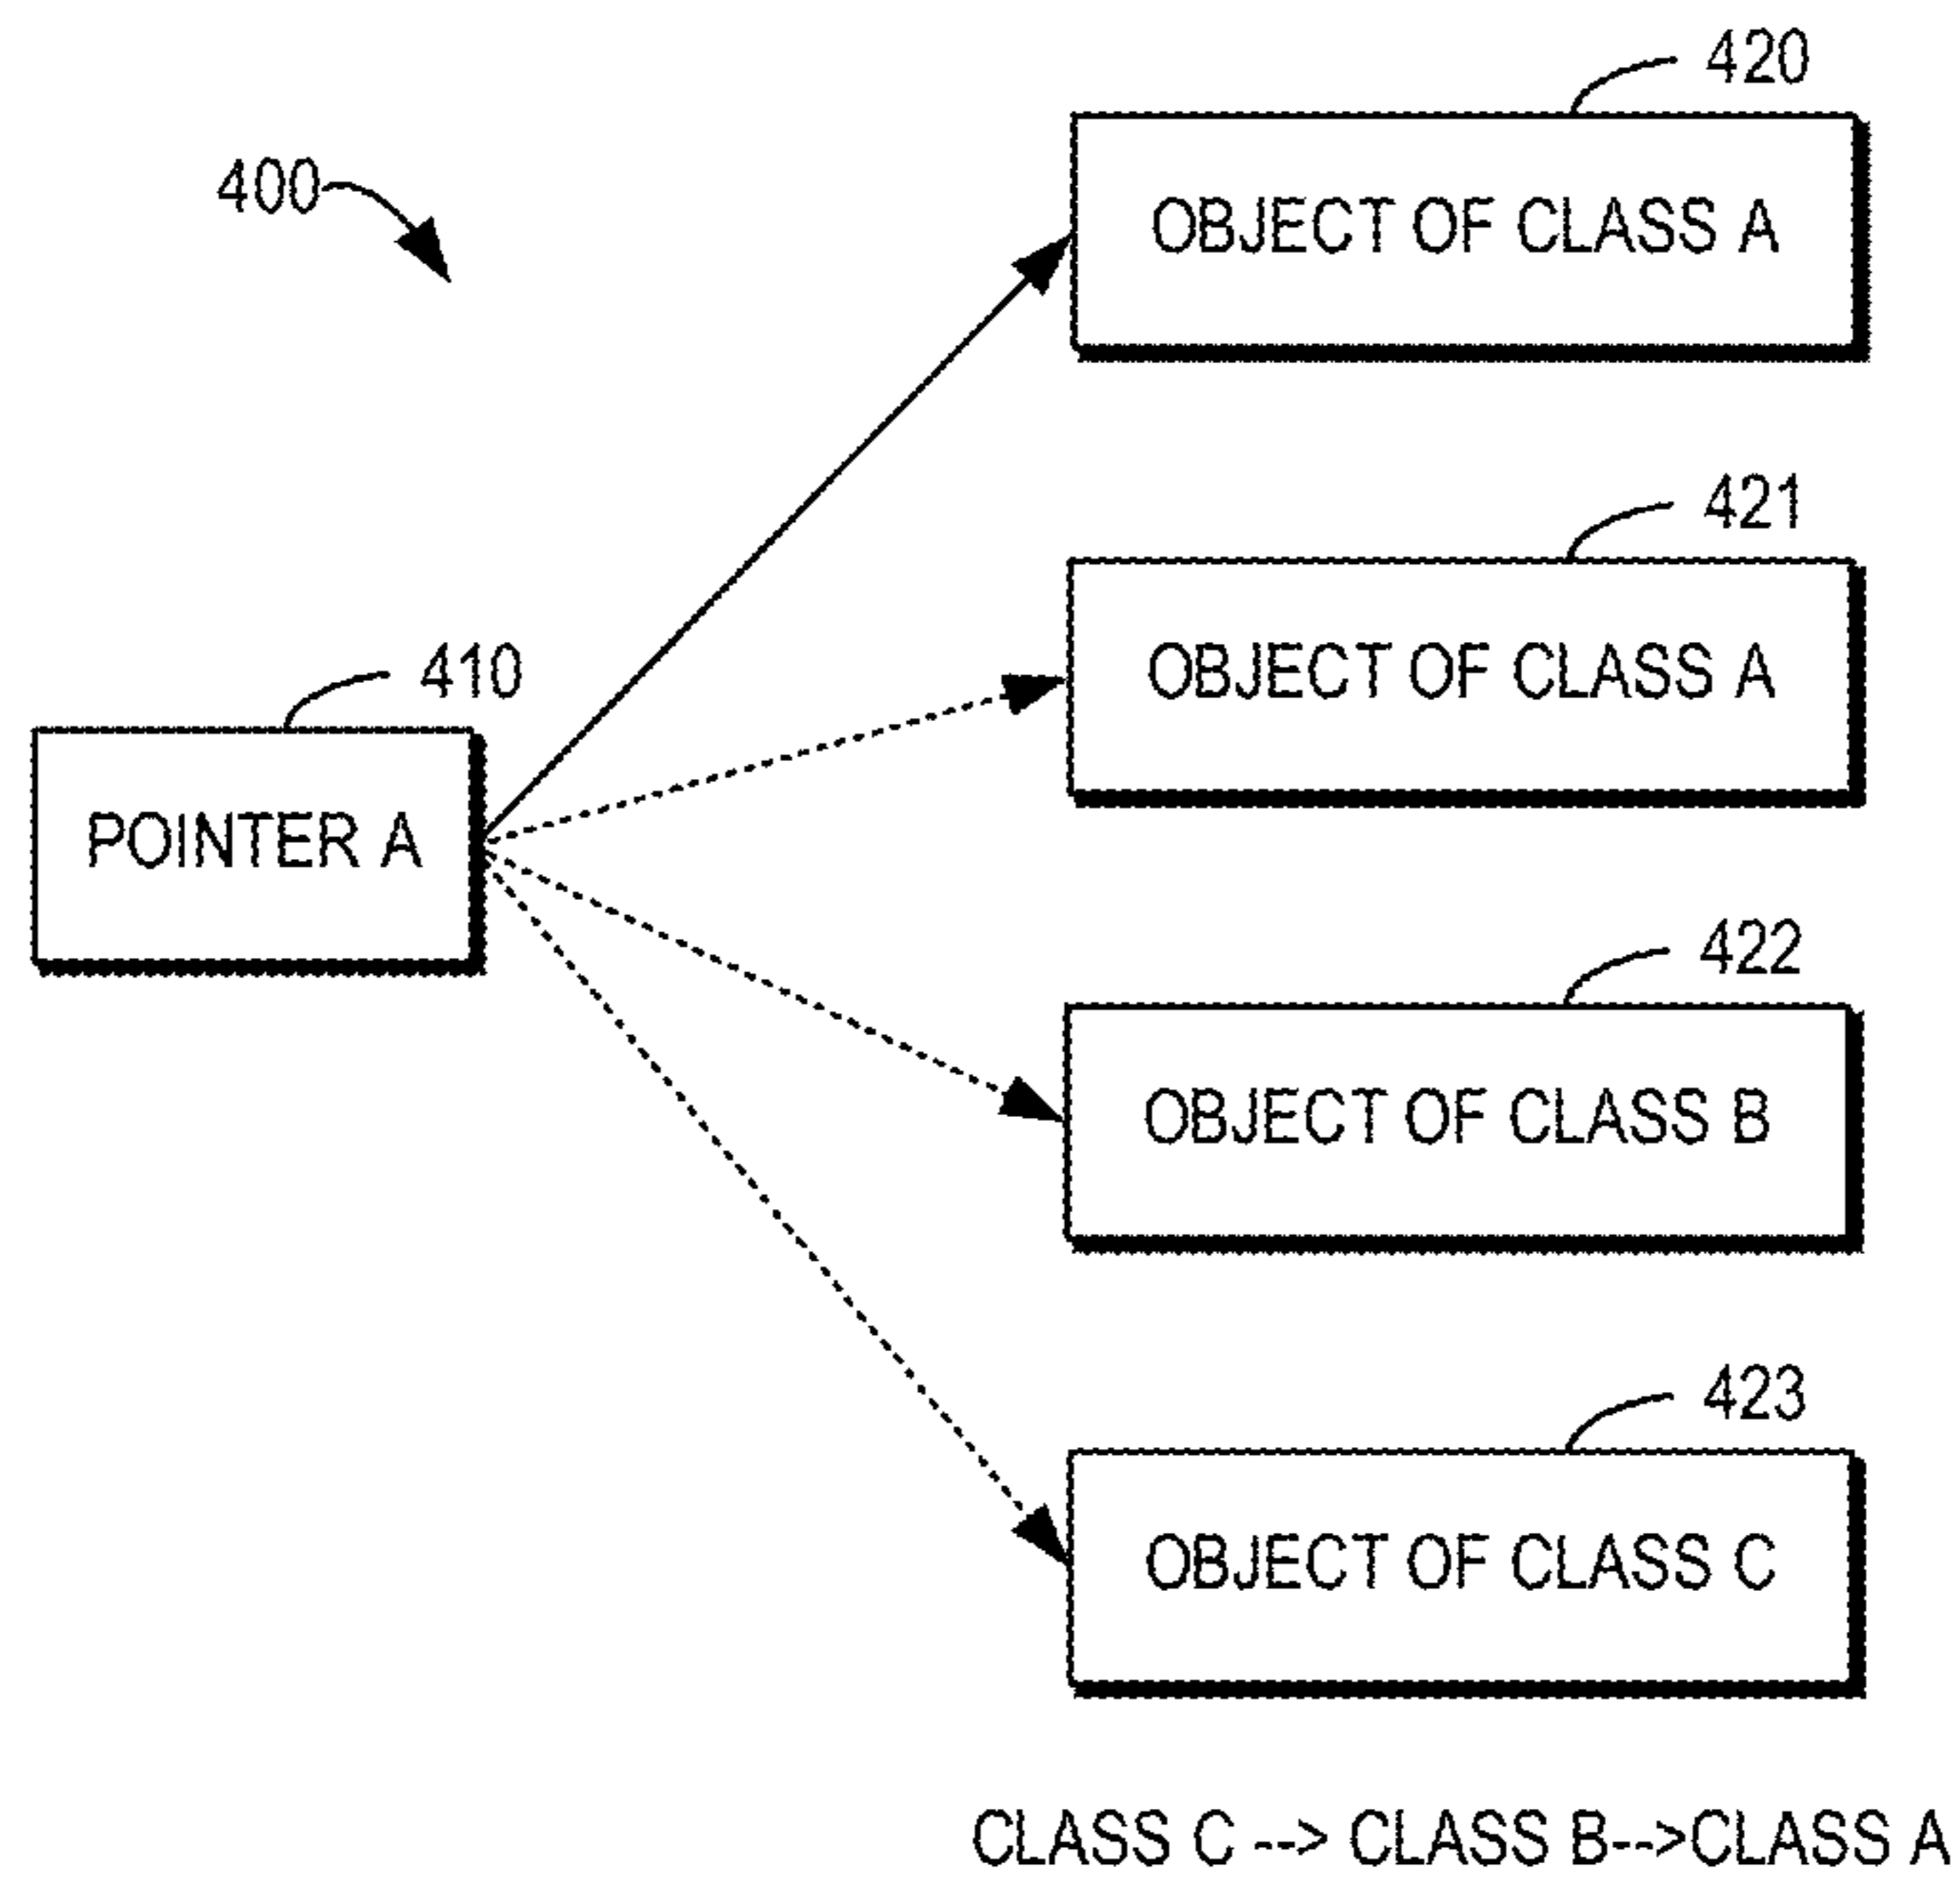 420
400
OBJECT OF CLASS A
421
OBJECT OF CLASS A
410
POINTER A
422
OBJECT OF CLASS B
423
OBJECT OF CLASS C
CLASS C --> CLASS B-->CLASS A